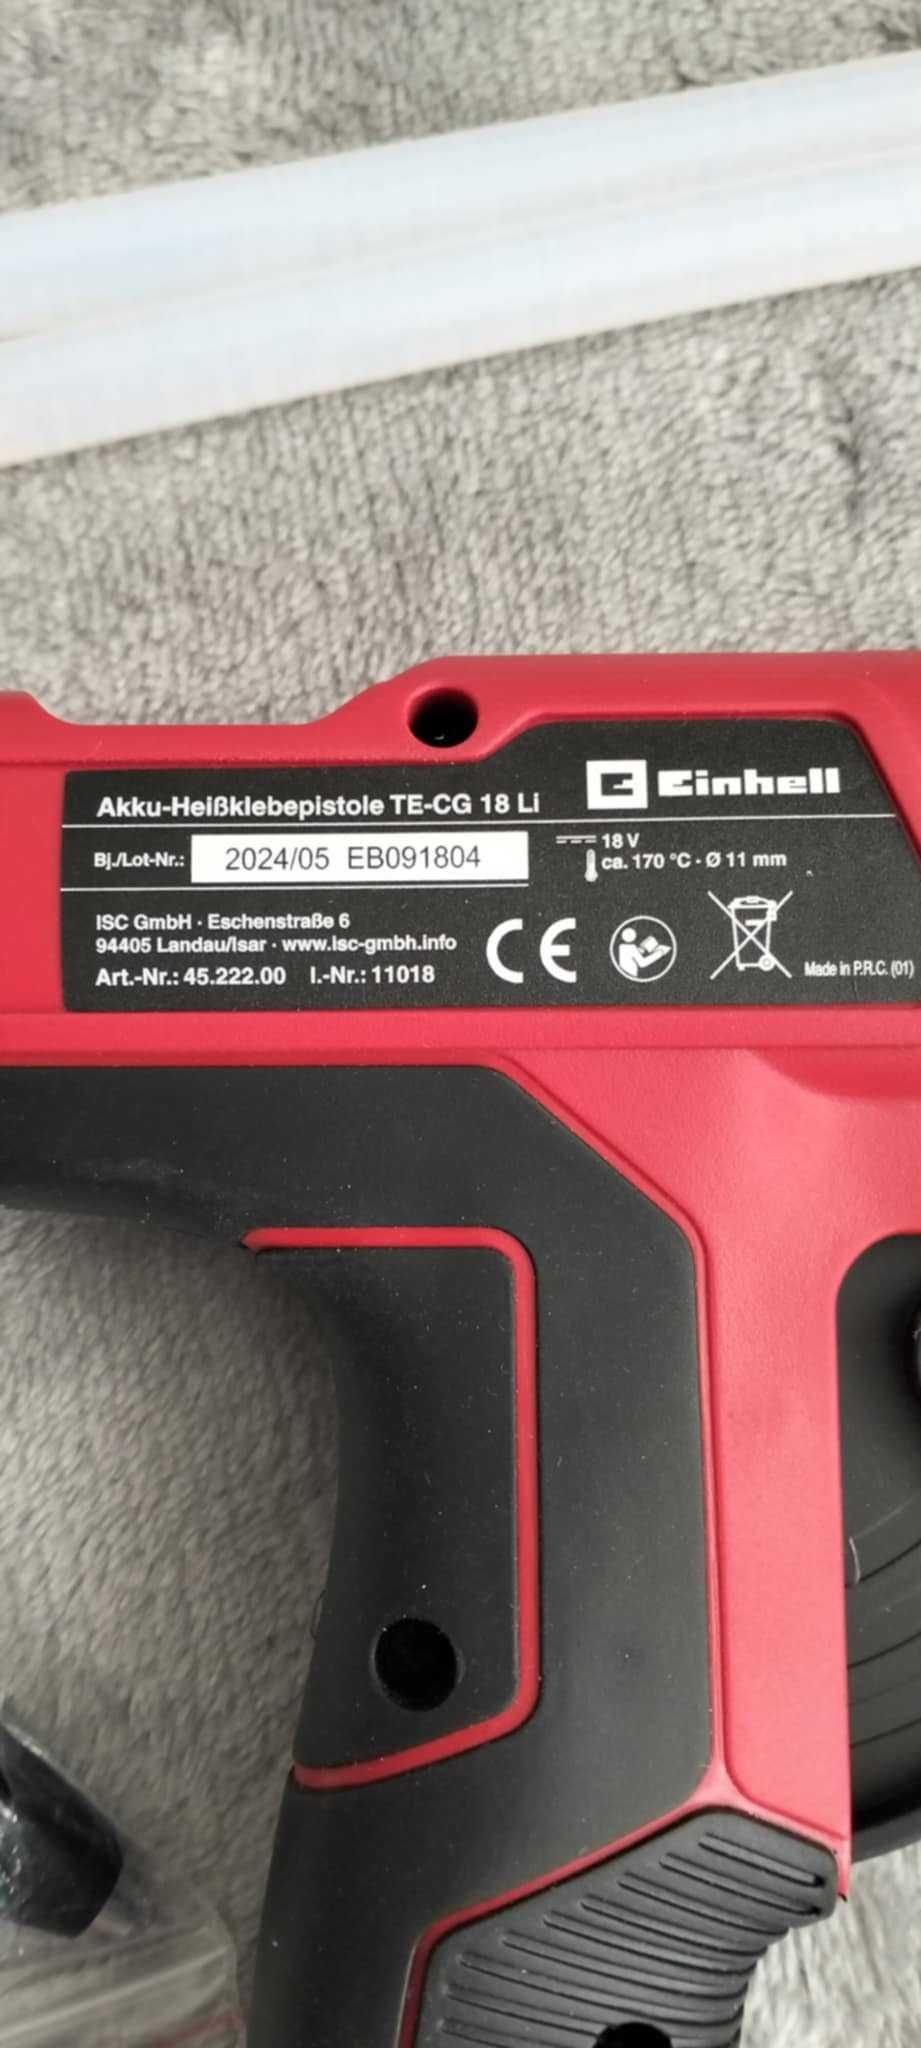 Akku-Heißklebepistole TE-CG 18 Li
Einhell
Bj./Lot-Nr.: 2024/05 EB091804
18 V
ca. 170 °C · Ø 11 mm
ISC GmbH · Eschenstraße 6
94405 Landau/Isar · www.isc-gmbh.info
Art.-Nr.: 45.222.00 I.-Nr.: 11018
CE
Made in P.R.C. (01)